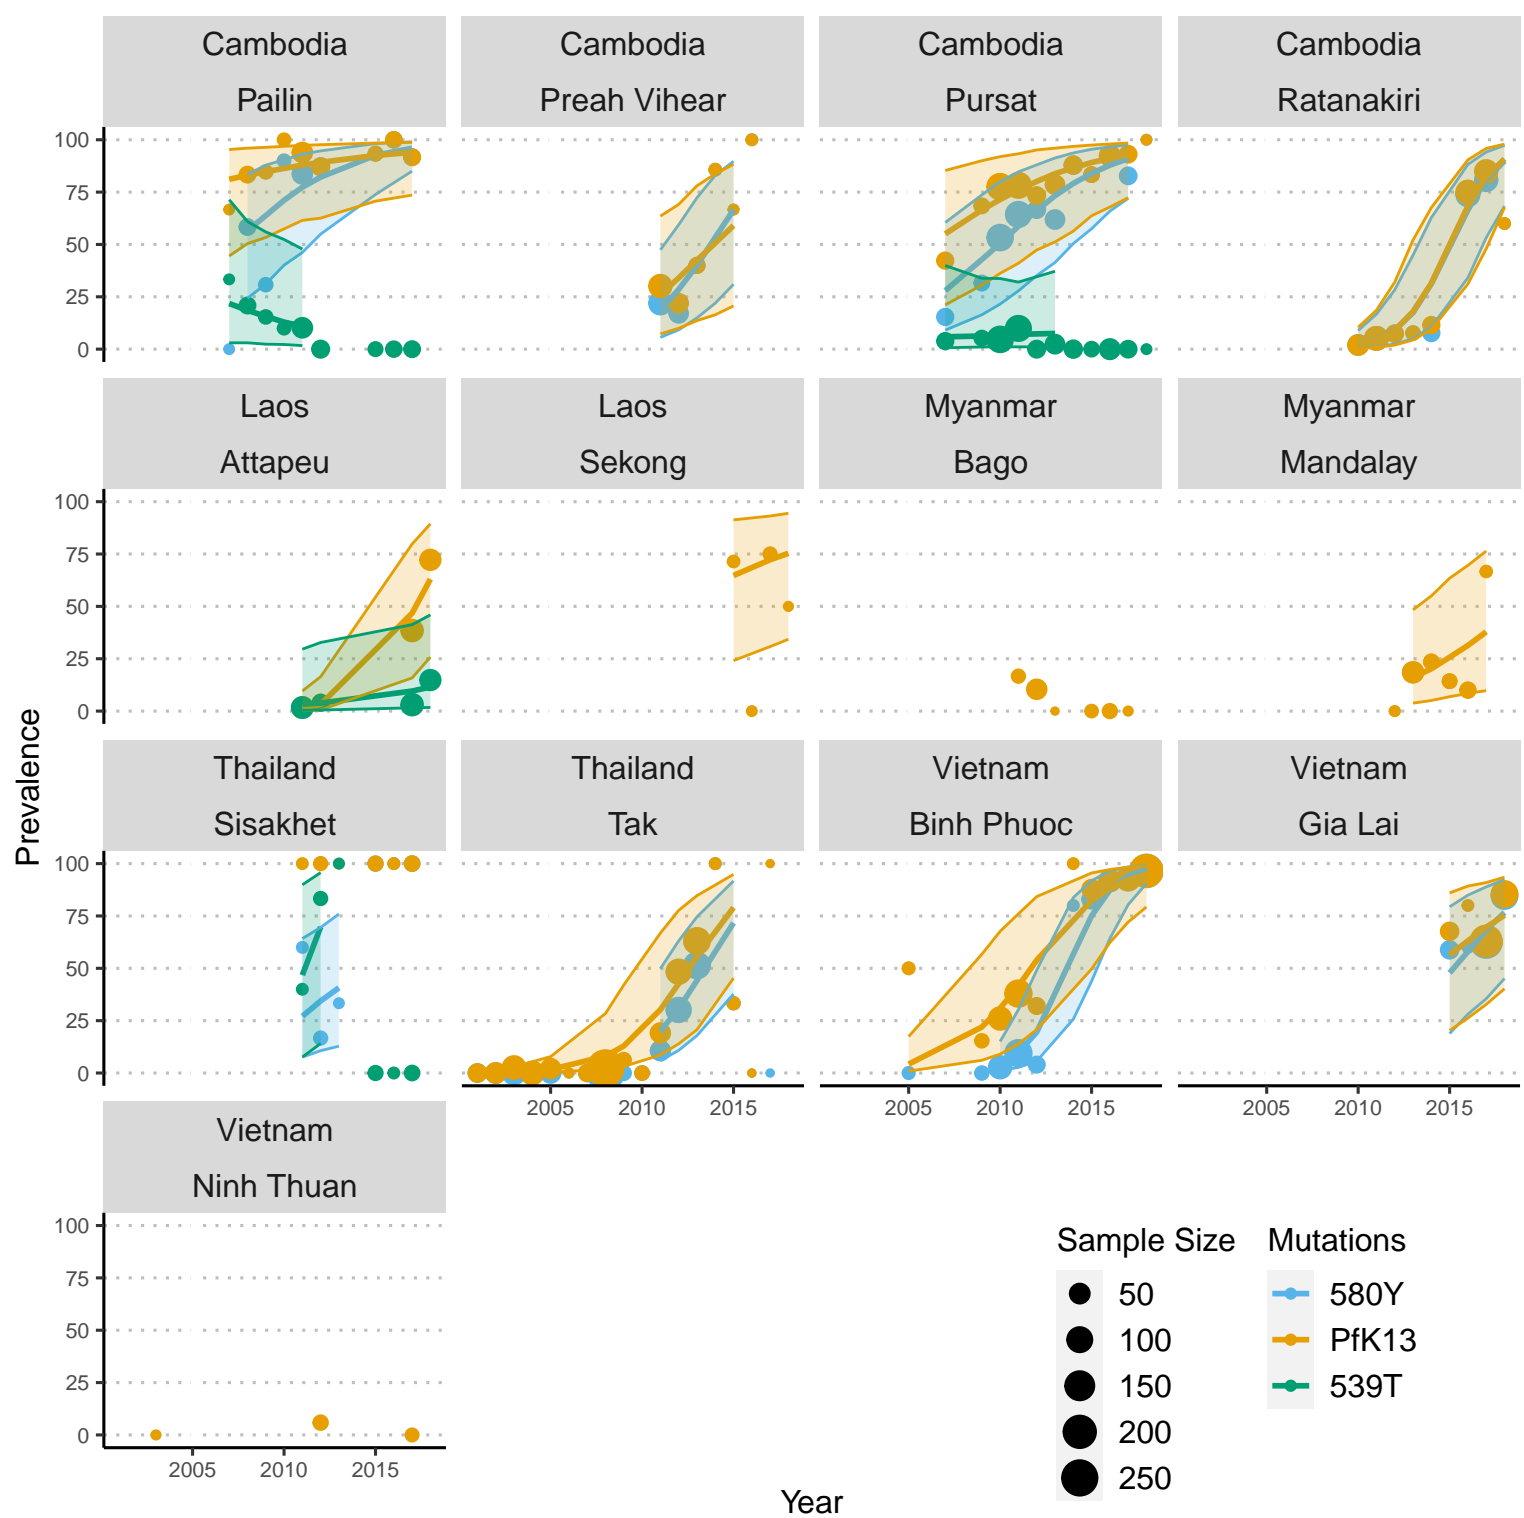 Cambodia
Pailin
Cambodia
Preah Vihear
Cambodia
Pursat
Cambodia
Ratanakiri
100
75
50
25
0
Laos
Attapeu
Laos
Sekong
Myanmar
Bago
Myanmar
Mandalay
100
75
50
25
0
Prevalence
Thailand
Sisakhet
Thailand
Tak
Vietnam
Binh Phuoc
Vietnam
Gia Lai
100
75
50
25
0
2005 2010 2015
2005 2010 2015
2005 2010 2015
Vietnam
Ninh Thuan
100
75
50
25
0
2005 2010 2015
Year
Sample Size
50
100
150
200
250
Mutations
580Y
PfK13
539T